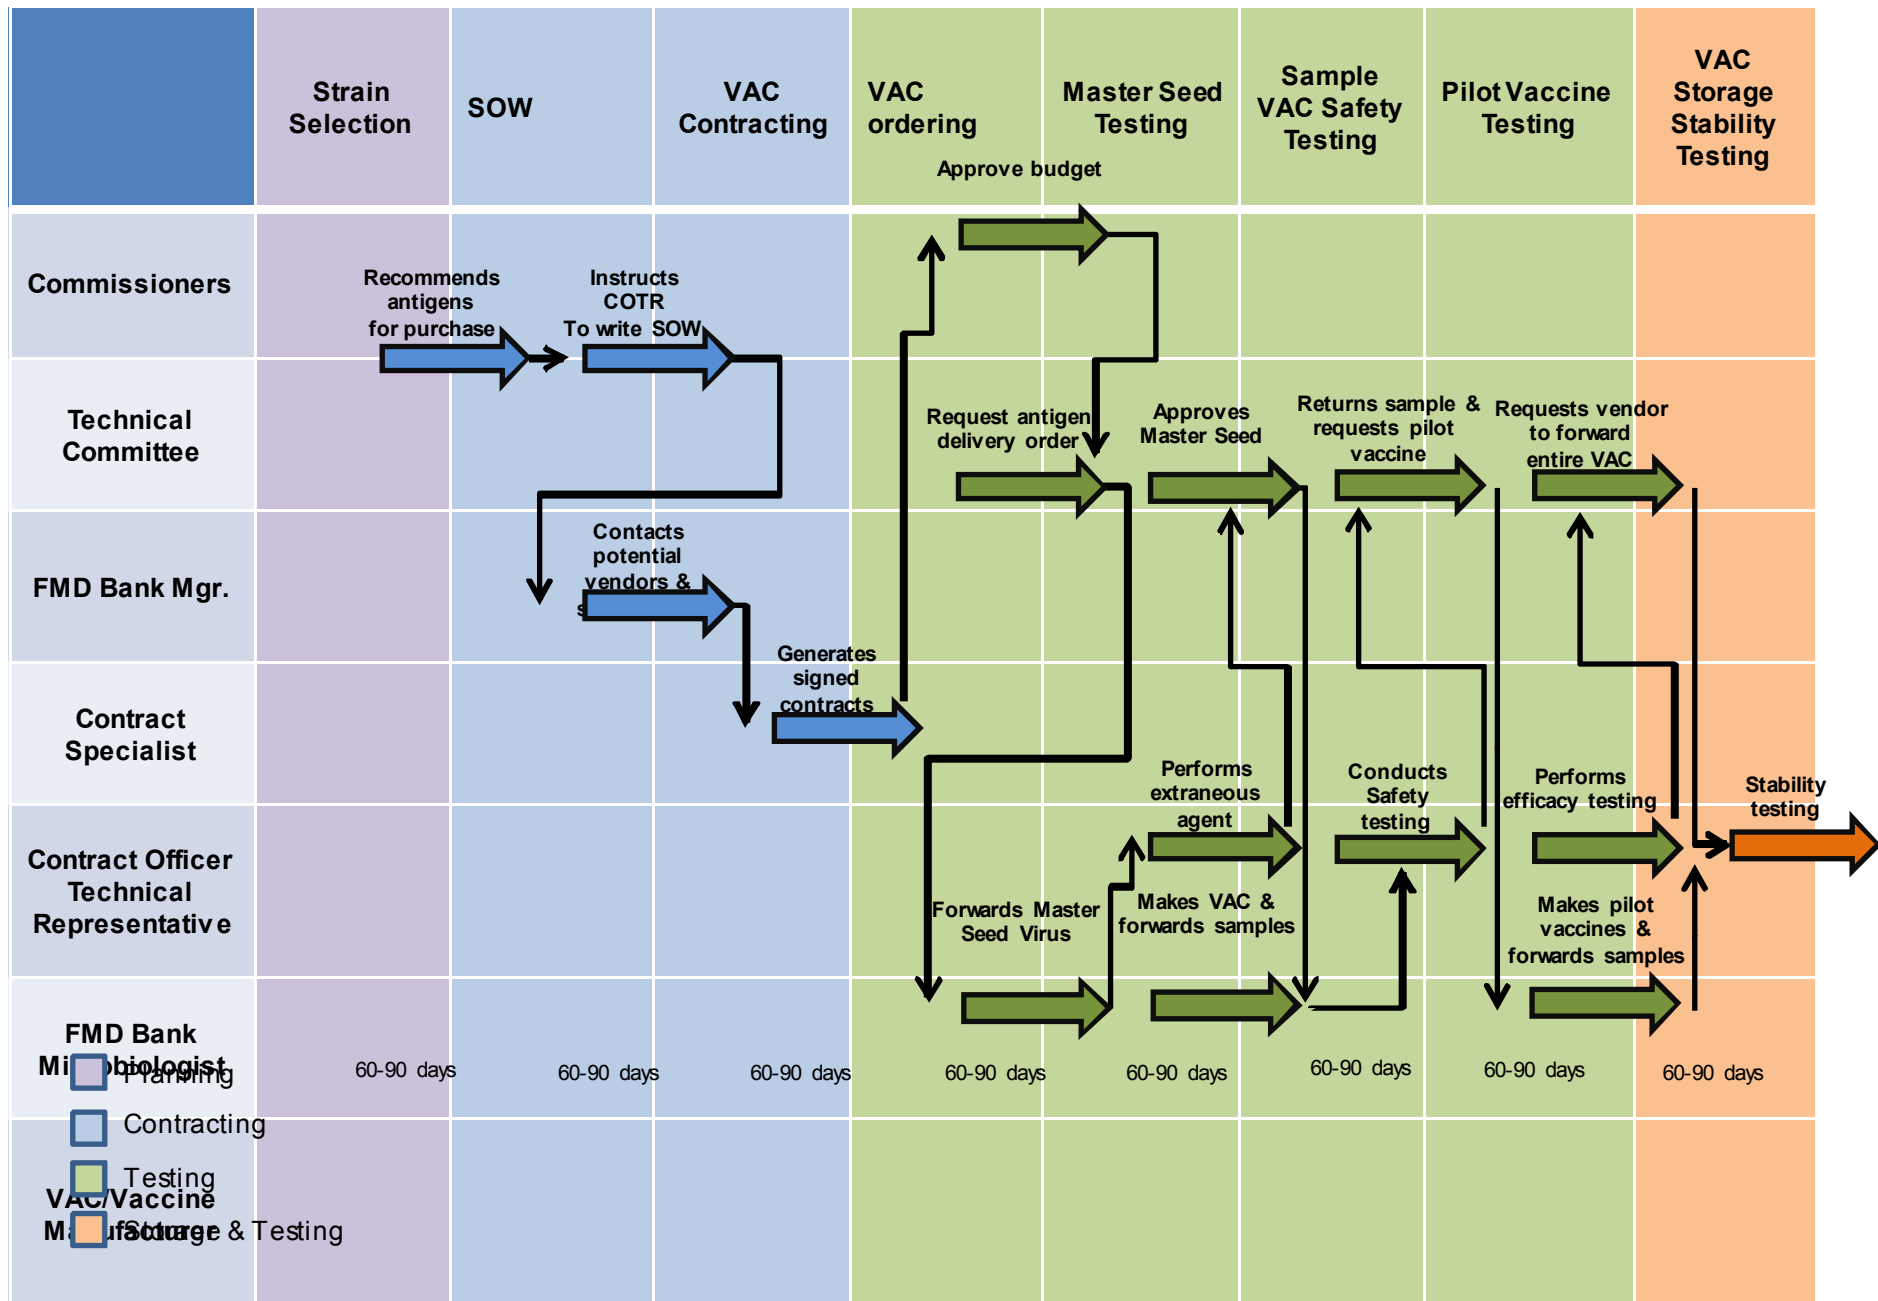 Strain
Selection
SOW
VAC
Contracting
VAC
ordering
Master Seed
Testing
Sample
VAC Safety
Testing
Pilot Vaccine
Testing
VAC
Storage
Stability
Testing
Approve budget
Commissioners
Recommends
antigens
for purchase
Instructs
COTR
To write SOW
Technical
Committee
Request antigen
delivery order
Approves
Master Seed
Returns sample &
requests pilot
vaccine
Requests vendor
to forward
entire VAC
FMD Bank Mgr.
Contacts
potential
vendors &
Contract
Specialist
Generates
signed
contracts
Performs
extraneous
agent
Conducts
Safety
testing
Performs
efficacy testing
Stability
testing
Contract Officer
Technical
Representative
Forwards Master
Seed Virus
Makes VAC &
forwards samples
Makes pilot
vaccines &
forwards samples
FMD Bank
Microbiologist
60-90 days
60-90 days
60-90 days
60-90 days
60-90 days
60-90 days
60-90 days
60-90 days
VAC/Vaccine
Manufacturer
Planning
Contracting
Testing
Storage & Testing